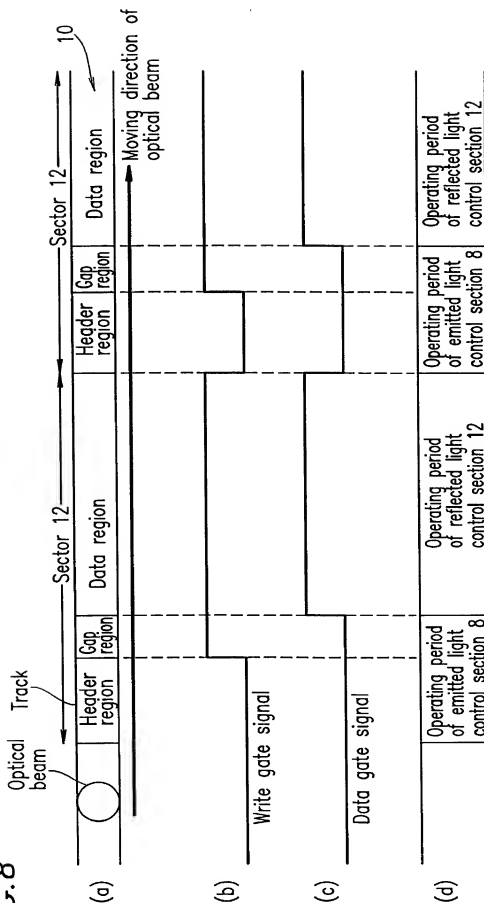 .8
10
Sector 12
Sector 12
Track
Optical
beam
(a)
Header
region
Gap
region
Data region
Header
region
Gap
region
Data region
Moving direction of
optical beam
(b)
Write gate signal
(c)
Data gate signal
(d)
Operating period
of emitted light
control section 8
Operating period
of reflected light
control section 12
Operating period
of emitted light
control section 8
Operating period
of reflected light
control section 12